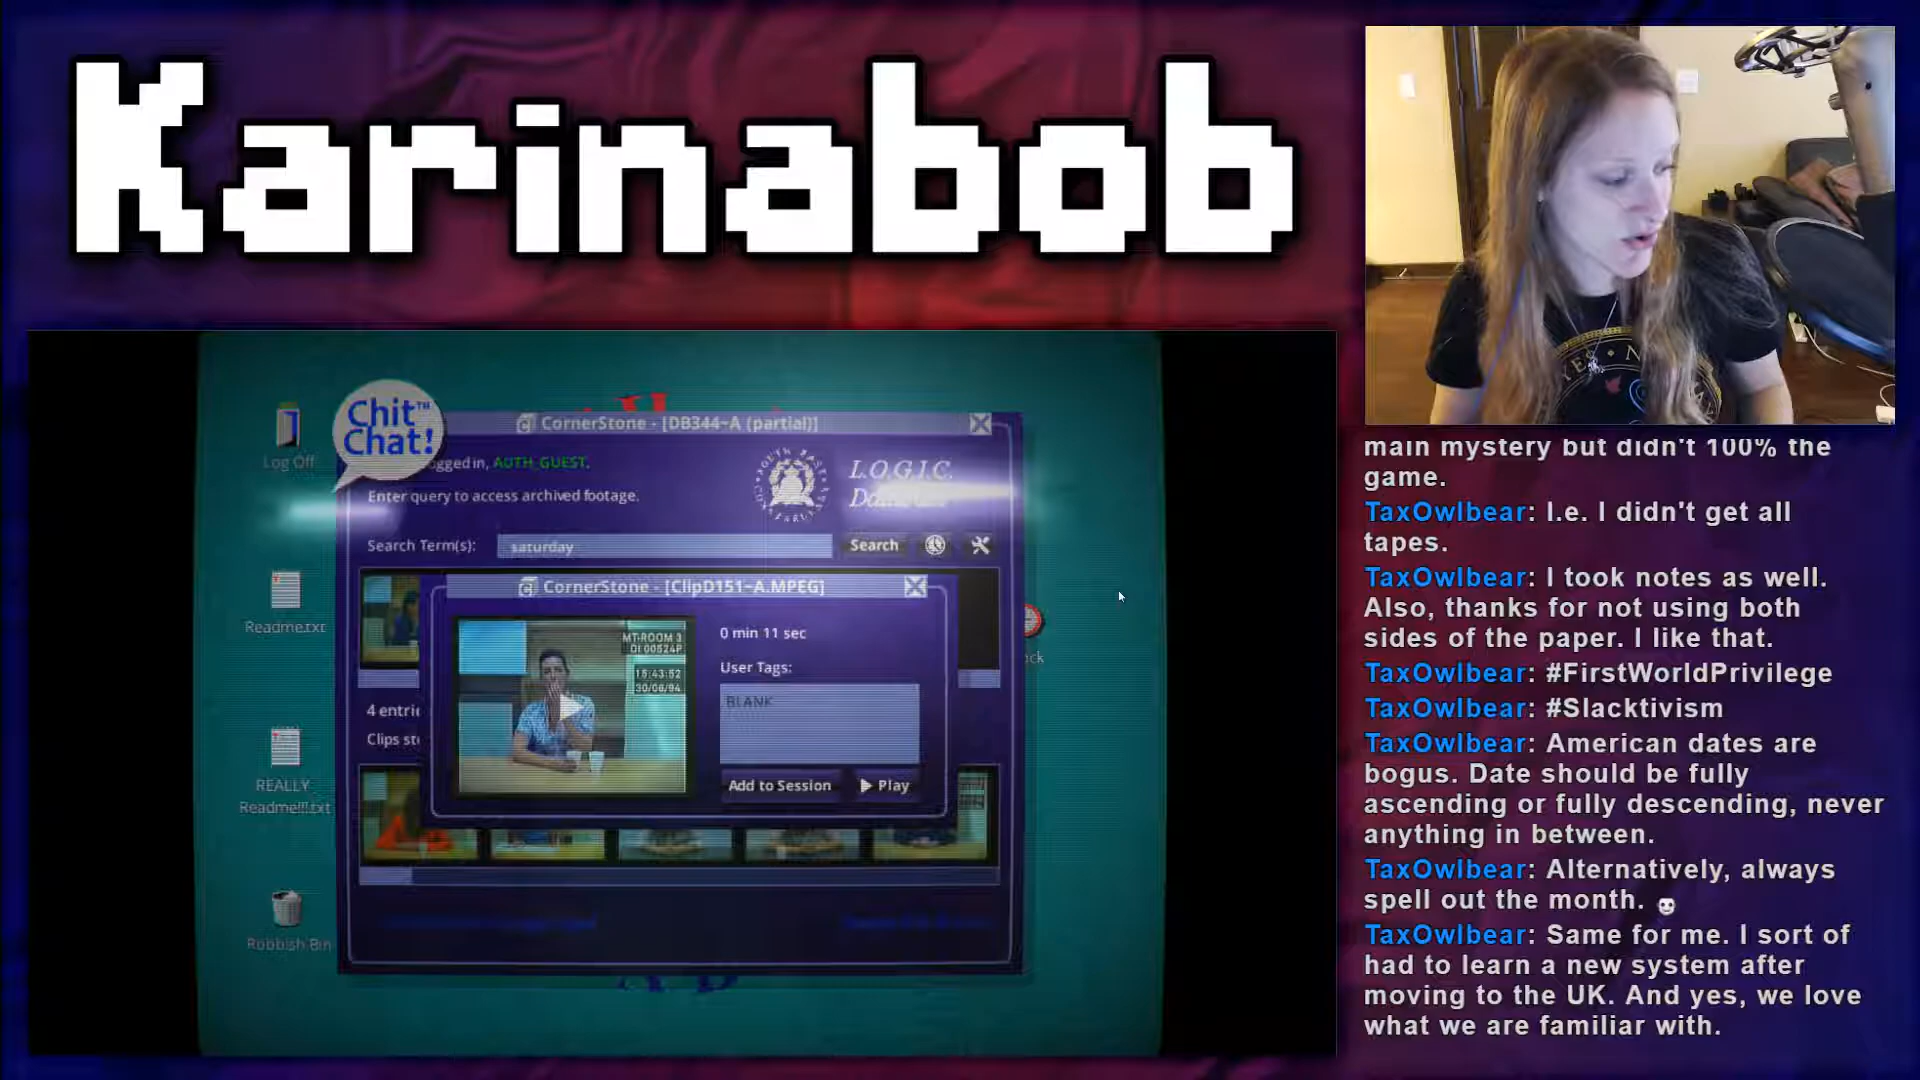 Karinabob
Chit™
Chat!
CornerStone - [DB344-A (partial)]
Log Off
ogged in, AUTH_GUEST.
Enter query to access archived footage.
L.O.G.I.C.
Search Term(s):
saturday
Search
CornerStone - [ClipD151-A.MPEG]
0 min 11 sec
User Tags:
BLANK
MT-ROOM 3
15:43:52
30/06/94
Add to Session
Play
4 entri
Clips st
Readme.txt
REALLY
Readme!!!.txt
Rubbish Bin
main mystery but didn't 100% the
game.
TaxOwlbear: I.e. I didn't get all
tapes.
TaxOwlbear: I took notes as well.
Also, thanks for not using both
sides of the paper. I like that.
TaxOwlbear: #FirstWorldPrivilege
TaxOwlbear: #Slacktivism
TaxOwlbear: American dates are
bogus. Date should be fully
ascending or fully descending, never
anything in between.
TaxOwlbear: Alternatively, always
spell out the month.
TaxOwlbear: Same for me. I sort of
had to learn a new system after
moving to the UK. And yes, we love
what we are familiar with.